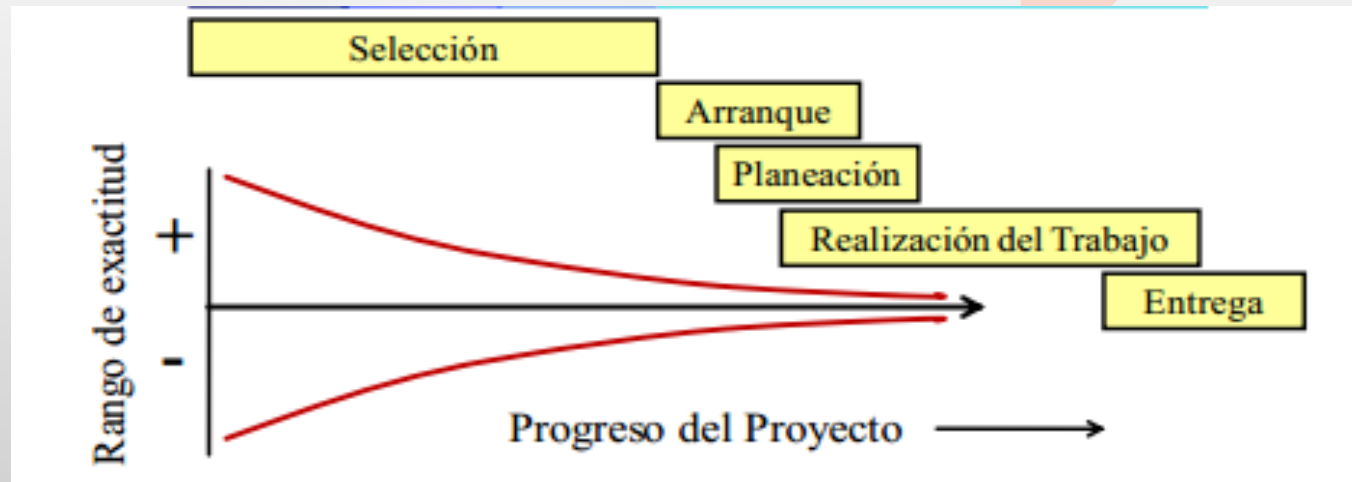 Selección
Arranque
Planeación
Realización del Trabajo
Entrega
Rango de exactitud
+
-
Progreso del Proyecto